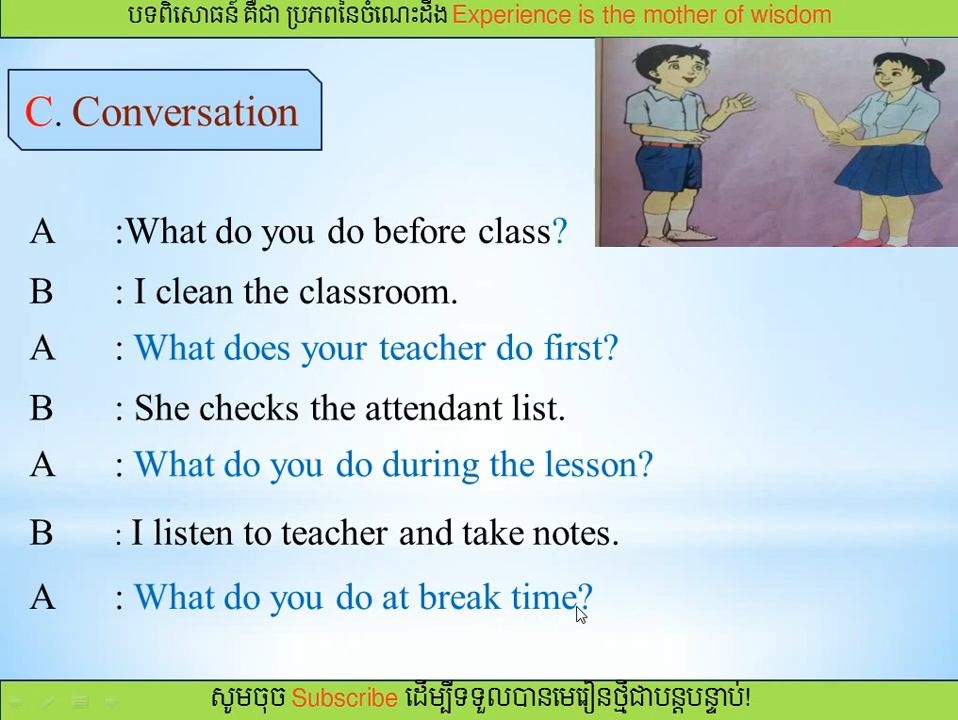 បទពិសោធន៍ គឺជា ប្រភពនៃចំណេះដឹង Experience is the mother of wisdom
C. Conversation
A :What do you do before class?
B : I clean the classroom.
A : What does your teacher do first?
B : She checks the attendant list.
A : What do you do during the lesson?
B : I listen to teacher and take notes.
A : What do you do at break time?
សូមចុច Subscribe ដើម្បីទទួលបានមេរៀនថ្មីជាបន្តបន្ទាប់!